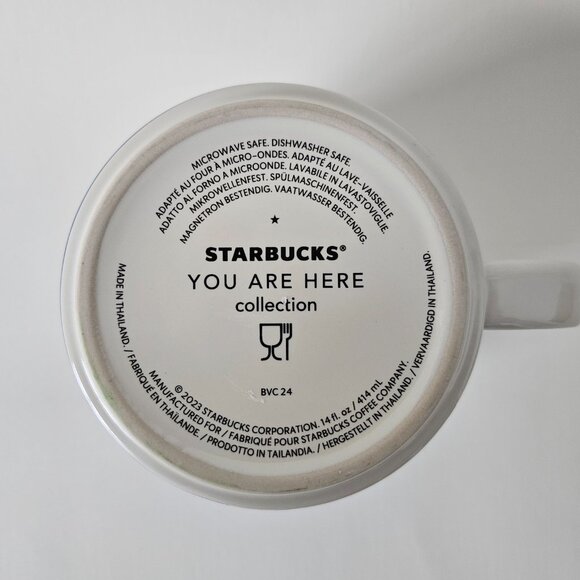 MICROWAVE SAFE. DISHWASHER SAFE.
ADAPTÉ AU FOUR À MICRO-ONDES. ADAPTÉ AU LAVE-VAISSELLE
ADATTO AL FORNO A MICROONDE. LAVABILE IN LAVASTOVIGLIE.
MIKROWELLENFEST. SPÜLMASCHINENFEST.
MAGNETRON BESTENDIG. VAATWASSER BESTENDIG.
STARBUCKS®
YOU ARE HERE
collection
BVC 24
© 2023 STARBUCKS CORPORATION. 14 fl. oz / 414 mL
MANUFACTURED FOR / FABRIQUÉ POUR STARBUCKS COFFEE COMPANY.
MADE IN THAILAND. / FABRIQUÉ EN THAÏLANDE. / PRODOTTO IN TAILANDIA. / HERGESTELLT IN THAILAND. / VERVAARDIGD IN THAILAND.